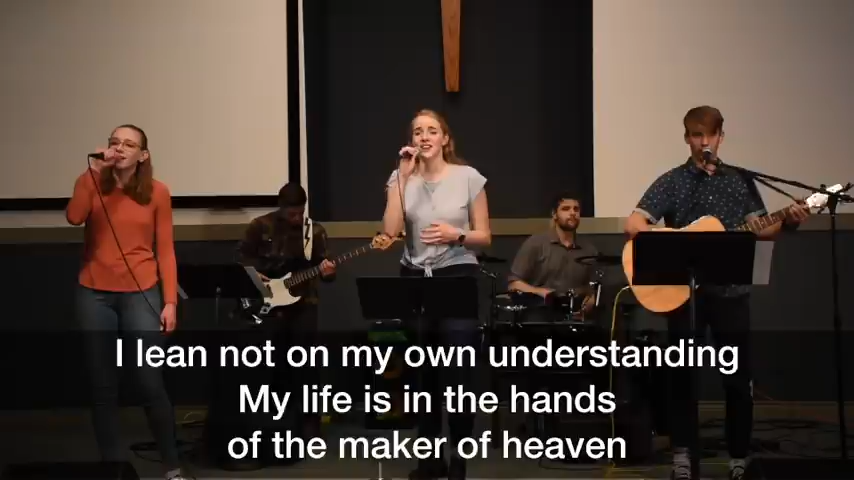 I lean not on my own understanding
My life is in the hands
of the maker of heaven